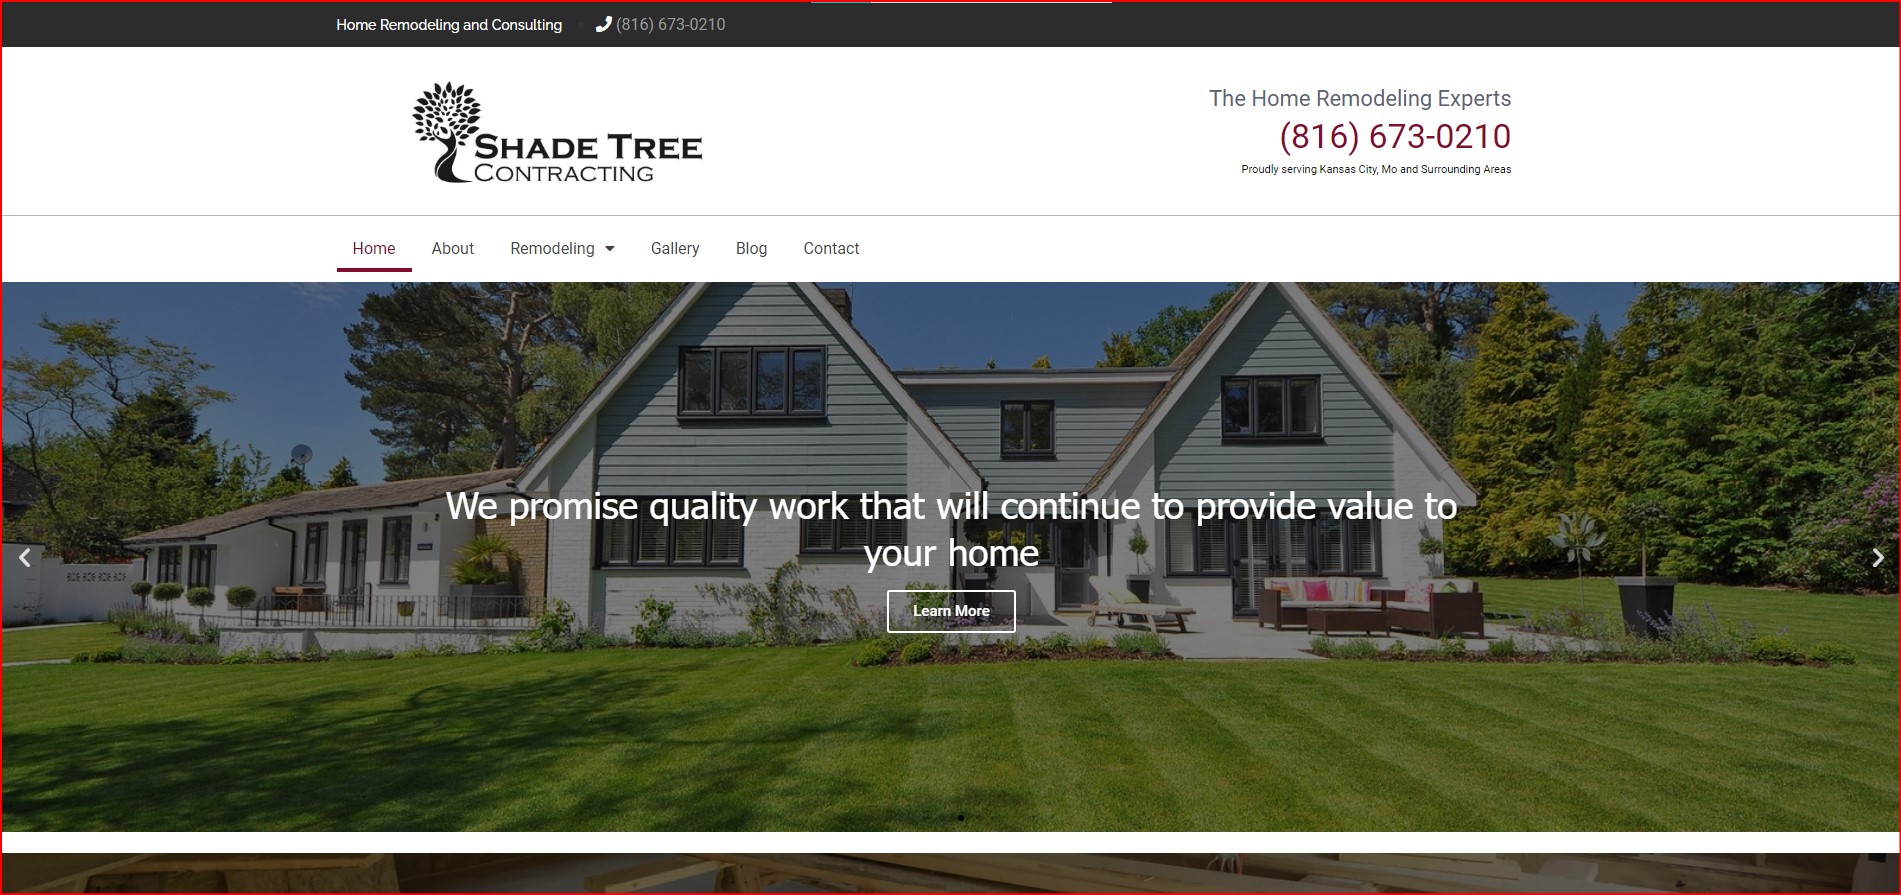 Home Remodeling and Consulting (816) 673-0210
SHADE TREE
CONTRACTING
The Home Remodeling Experts
(816) 673-0210
Proudly serving Kansas City, Mo and Surrounding Areas
Home About Remodeling Gallery Blog Contact
We promise quality work that will continue to provide value to
your home
Learn More